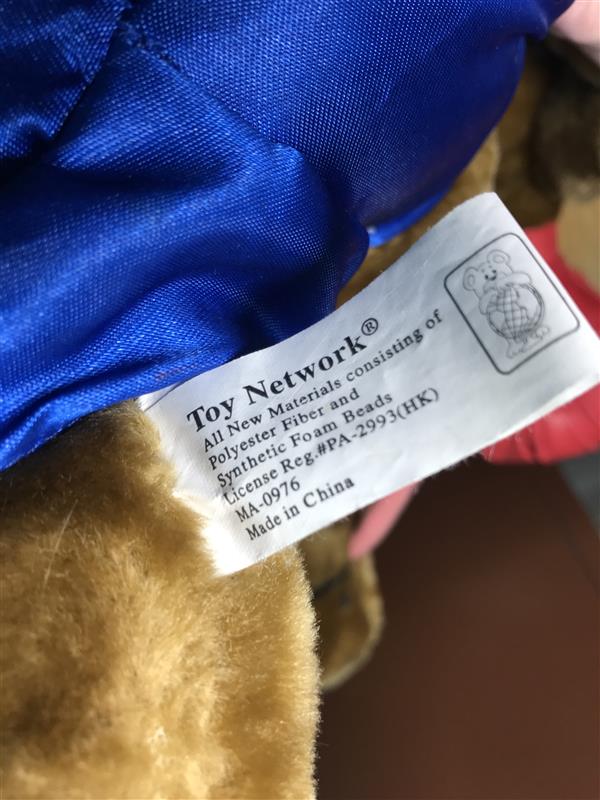 Toy Network®
All New Materials consisting of
Polyester Fiber and
Synthetic Foam Beads
License Reg.#PA-2993(HK)
MA-0976
Made in China